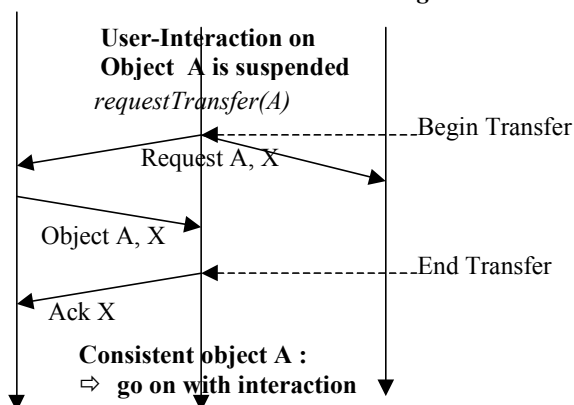 User-Interaction on
Object A is suspended
requestTransfer(A)
Begin Transfer
Request A, X
Object A, X
End Transfer
Ack X
Consistent object A :
⇨ go on with interaction